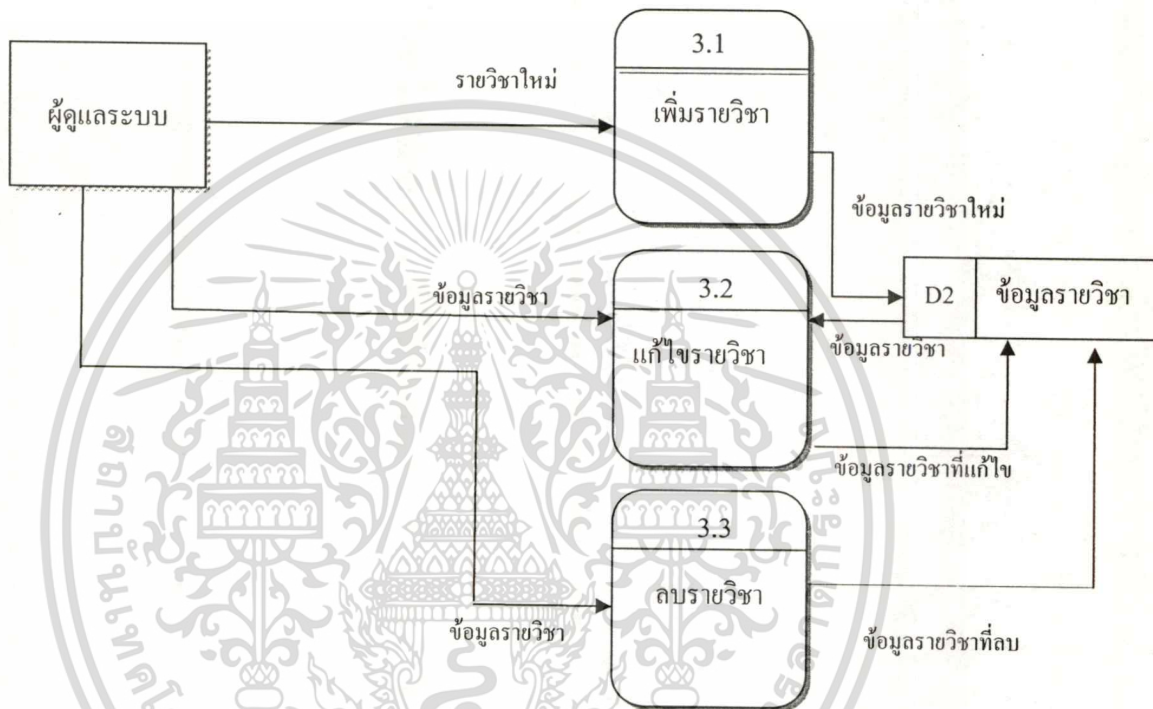 3.1
รายวิชาใหม่
ผู้ดูแลระบบ
เพิ่มรายวิชา
ข้อมูลรายวิชาใหม่
3.2
ข้อมูลรายวิชา
D2
ข้อมูลรายวิชา
แก้ไขรายวิชา
ข้อมูลรายวิชา
ข้อมูลรายวิชาที่แก้ไข
3.3
ลบรายวิชา
ข้อมูลรายวิชา
ข้อมูลรายวิชาที่ลบ